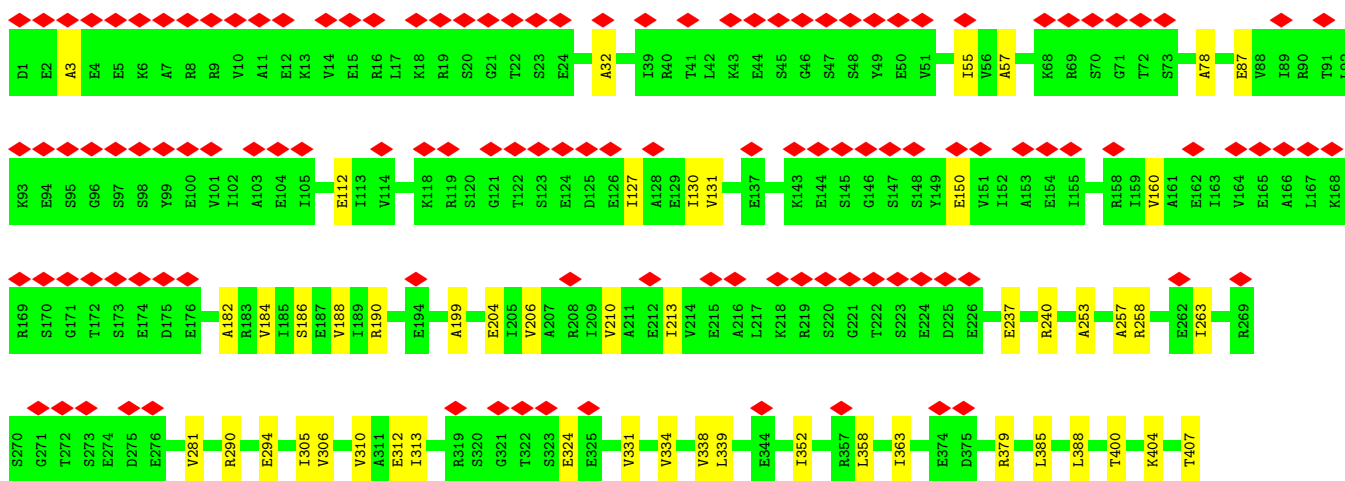 D1 E2 A3 E4 E5 K6 A7 R8 R9 V10 A11 E12 K13 V14 E15 R16 L17 K18 R19 S20 G21 T22 S23 E24 A32 I39 R40 T41 L42 K43 E44 S45 G46 S47 S48 Y49 E50 V51 I55 V56 A57 K68 R69 S70 G71 T72 S73 A78 E87 V88 I89 R90 T91
K93 E94 S95 G96 S97 S98 Y99 E100 V101 I102 A103 E104 I105 E112 I113 V114 K118 R119 S120 G121 T122 S123 E124 D125 E126 I127 A128 E129 I130 V131 E137 K143 E144 S145 G146 S147 S148 Y149 E150 V151 I152 A153 E154 I155 R158 I159 V160 A161 E162 I163 V164 E165 A166 L167 K168
R169 S170 G171 T172 S173 E174 D175 E176 A182 R183 V184 I185 S186 E187 V188 I189 R190 E194 A199 E204 I205 V206 A207 R208 I209 V210 A211 E212 I213 V214 E215 A216 L217 K218 R219 S220 G221 T222 S223 E224 D225 E226 E237 R240 A253 A257 R258 E262 I263 R269
S270 G271 T272 S273 E274 D275 E276 V281 R290 E294 I305 V306 V310 A311 E312 I313 R319 S320 G321 T322 S323 E324 E325 V331 V334 V338 L339 E344 I352 R357 L358 I363 E374 D375 R379 L385 L388 T400 K404 T407